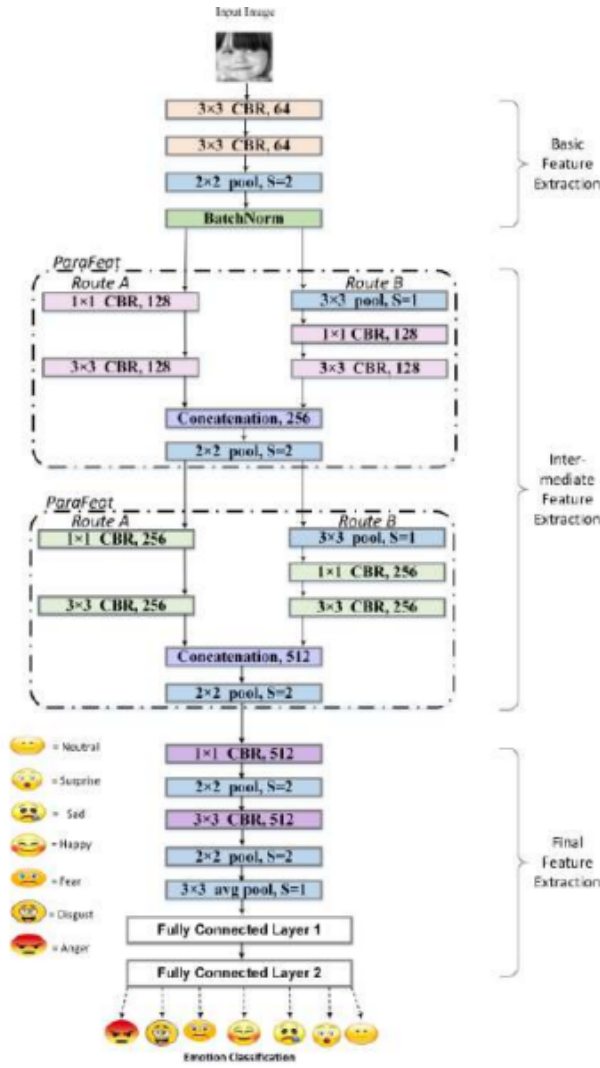 Input Image
3×3 CBR, 64
3×3 CBR, 64
2×2 pool, S=2
BatchNorm
Basic
Feature
Extraction
ParaFeat
Route A
Route B
1×1 CBR, 128
3×3 CBR, 128
3×3 pool, S=1
1×1 CBR, 128
3×3 CBR, 128
Concatenation, 256
2×2 pool, S=2
ParaFeat
Route A
Route B
1×1 CBR, 256
3×3 CBR, 256
3×3 pool, S=1
1×1 CBR, 256
3×3 CBR, 256
Concatenation, 512
2×2 pool, S=2
Inter-
mediate
Feature
Extraction
= Neutral
= Surprise
= Sad
= Happy
= Fear
= Disgust
= Anger
1×1 CBR, 512
2×2 pool, S=2
3×3 CBR, 512
2×2 pool, S=2
3×3 avg pool, S=1
Fully Connected Layer 1
Fully Connected Layer 2
Final
Feature
Extraction
Emotion Classification